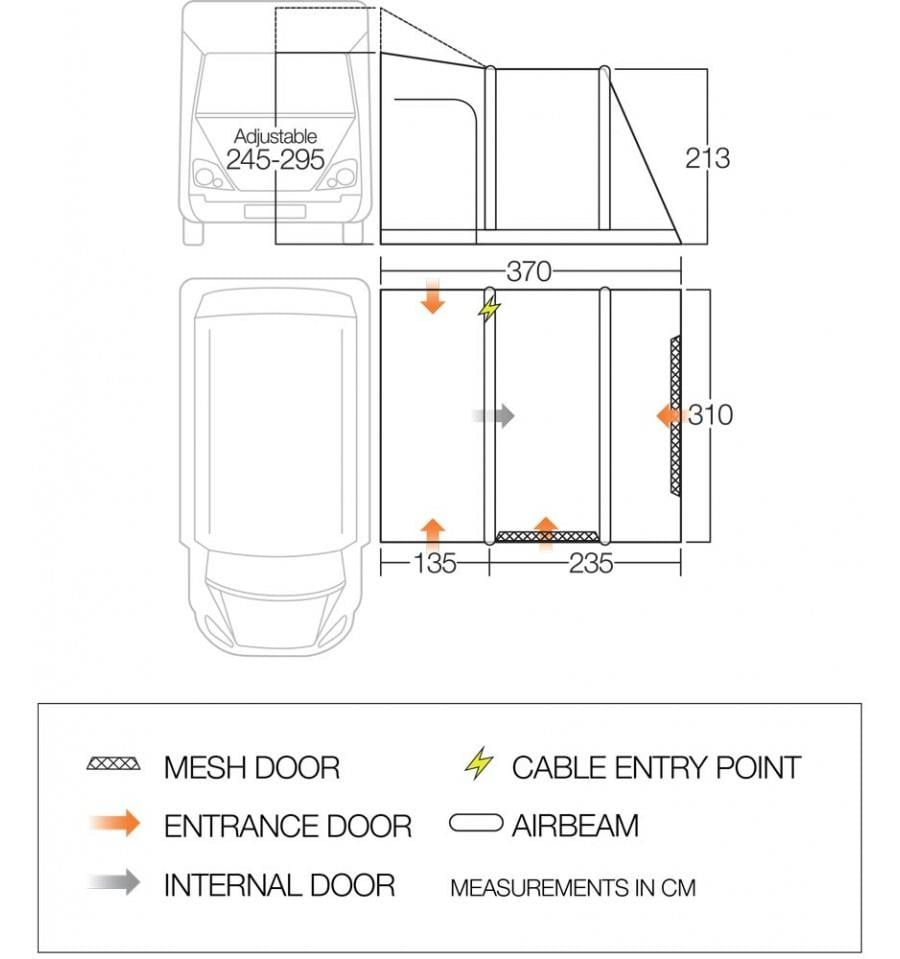 Adjustable
245-295
213
370
310
135
235
MESH DOOR
CABLE ENTRY POINT
ENTRANCE DOOR
AIRBEAM
INTERNAL DOOR
MEASUREMENTS IN CM